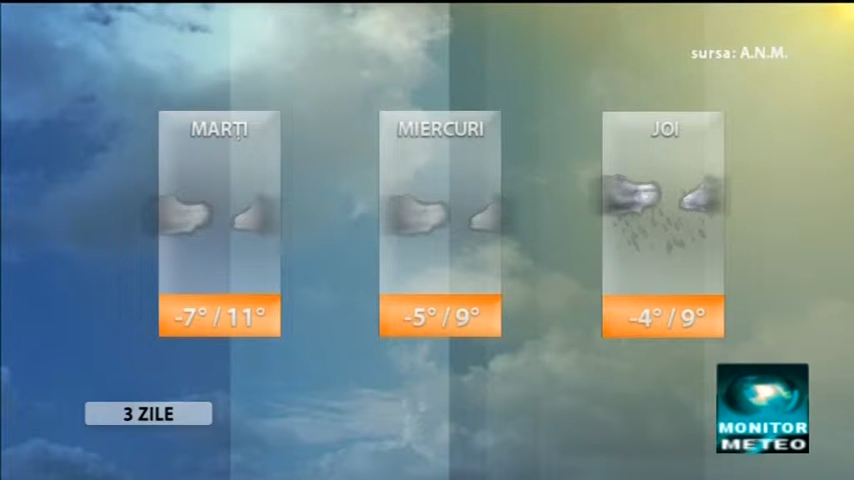 sursa: A.N.M.
MARȚI
MIERCURI
JOI
-7° / 11°
-5° / 9°
-4° / 9°
3 ZILE
MONITOR
METEO